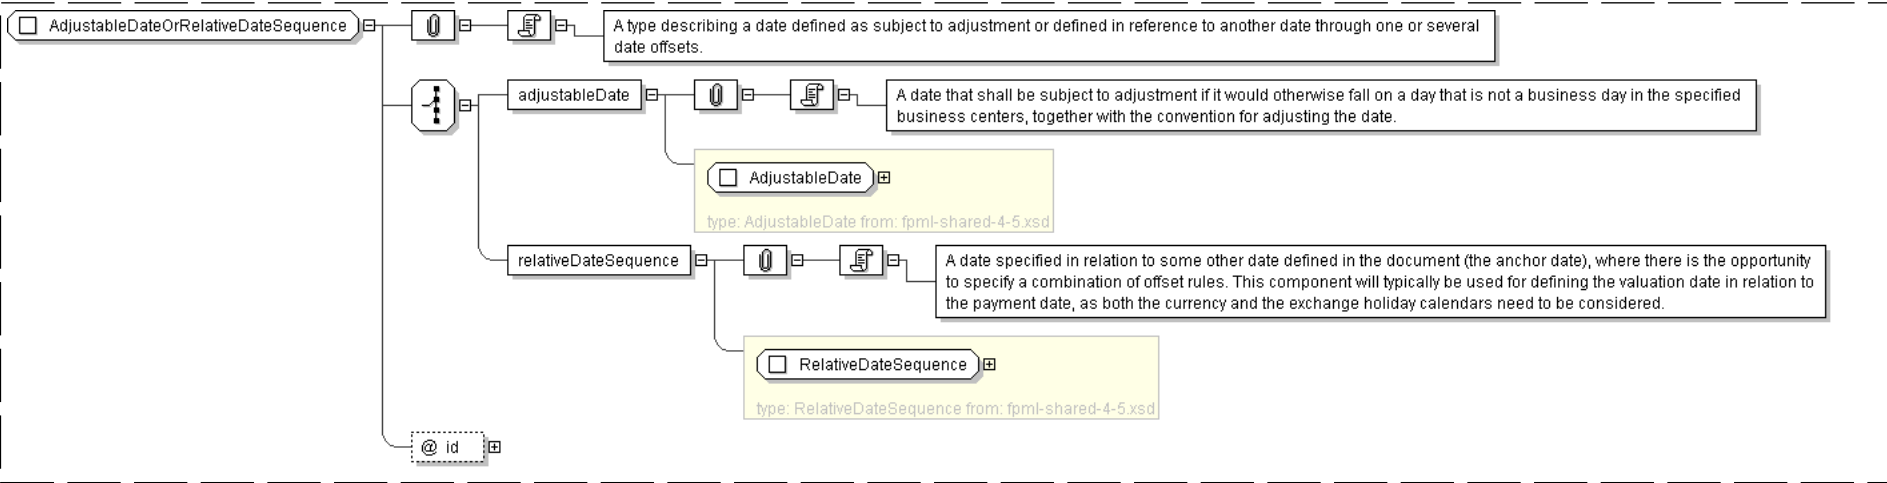 AdjustableDateOrRelativeDateSequence
A type describing a date defined as subject to adjustment or defined in reference to another date through one or several
date offsets.
adjustableDate
A date that shall be subject to adjustment if it would otherwise fall on a day that is not a business day in the specified
business centers, together with the convention for adjusting the date.
AdjustableDate
type: AdjustableDate from: fpml-shared-4-5.xsd
relativeDateSequence
A date specified in relation to some other date defined in the document (the anchor date), where there is the opportunity
to specify a combination of offset rules. This component will typically be used for defining the valuation date in relation to
the payment date, as both the currency and the exchange holiday calendars need to be considered.
RelativeDateSequence
type: RelativeDateSequence from: fpml-shared-4-5.xsd
@ id